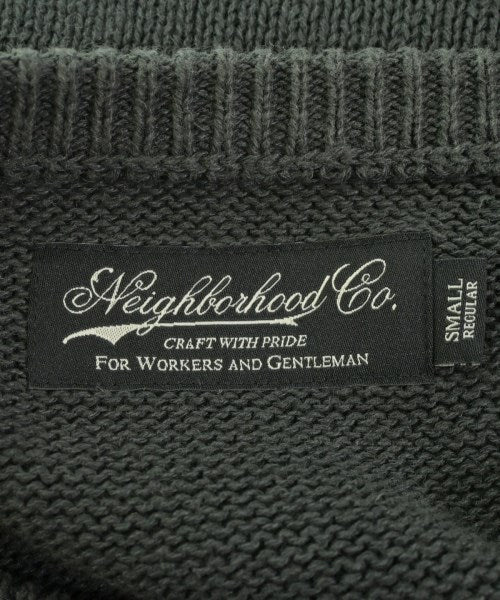 Neighborhood Co.
CRAFT WITH PRIDE
FOR WORKERS AND GENTLEMAN
SMALL
REGULAR